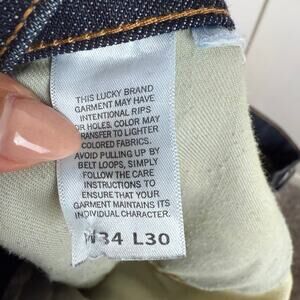 THIS LUCKY BRAND
GARMENT MAY HAVE
INTENTIONAL RIPS
OR HOLES. COLOR MAY
TRANSFER TO LIGHTER
COLORED FABRICS.
AVOID PULLING UP BY
BELT LOOPS, SIMPLY
FOLLOW THE CARE
INSTRUCTIONS TO
ENSURE THAT YOUR
GARMENT MAINTAINS ITS
INDIVIDUAL CHARACTER.
W34 L30